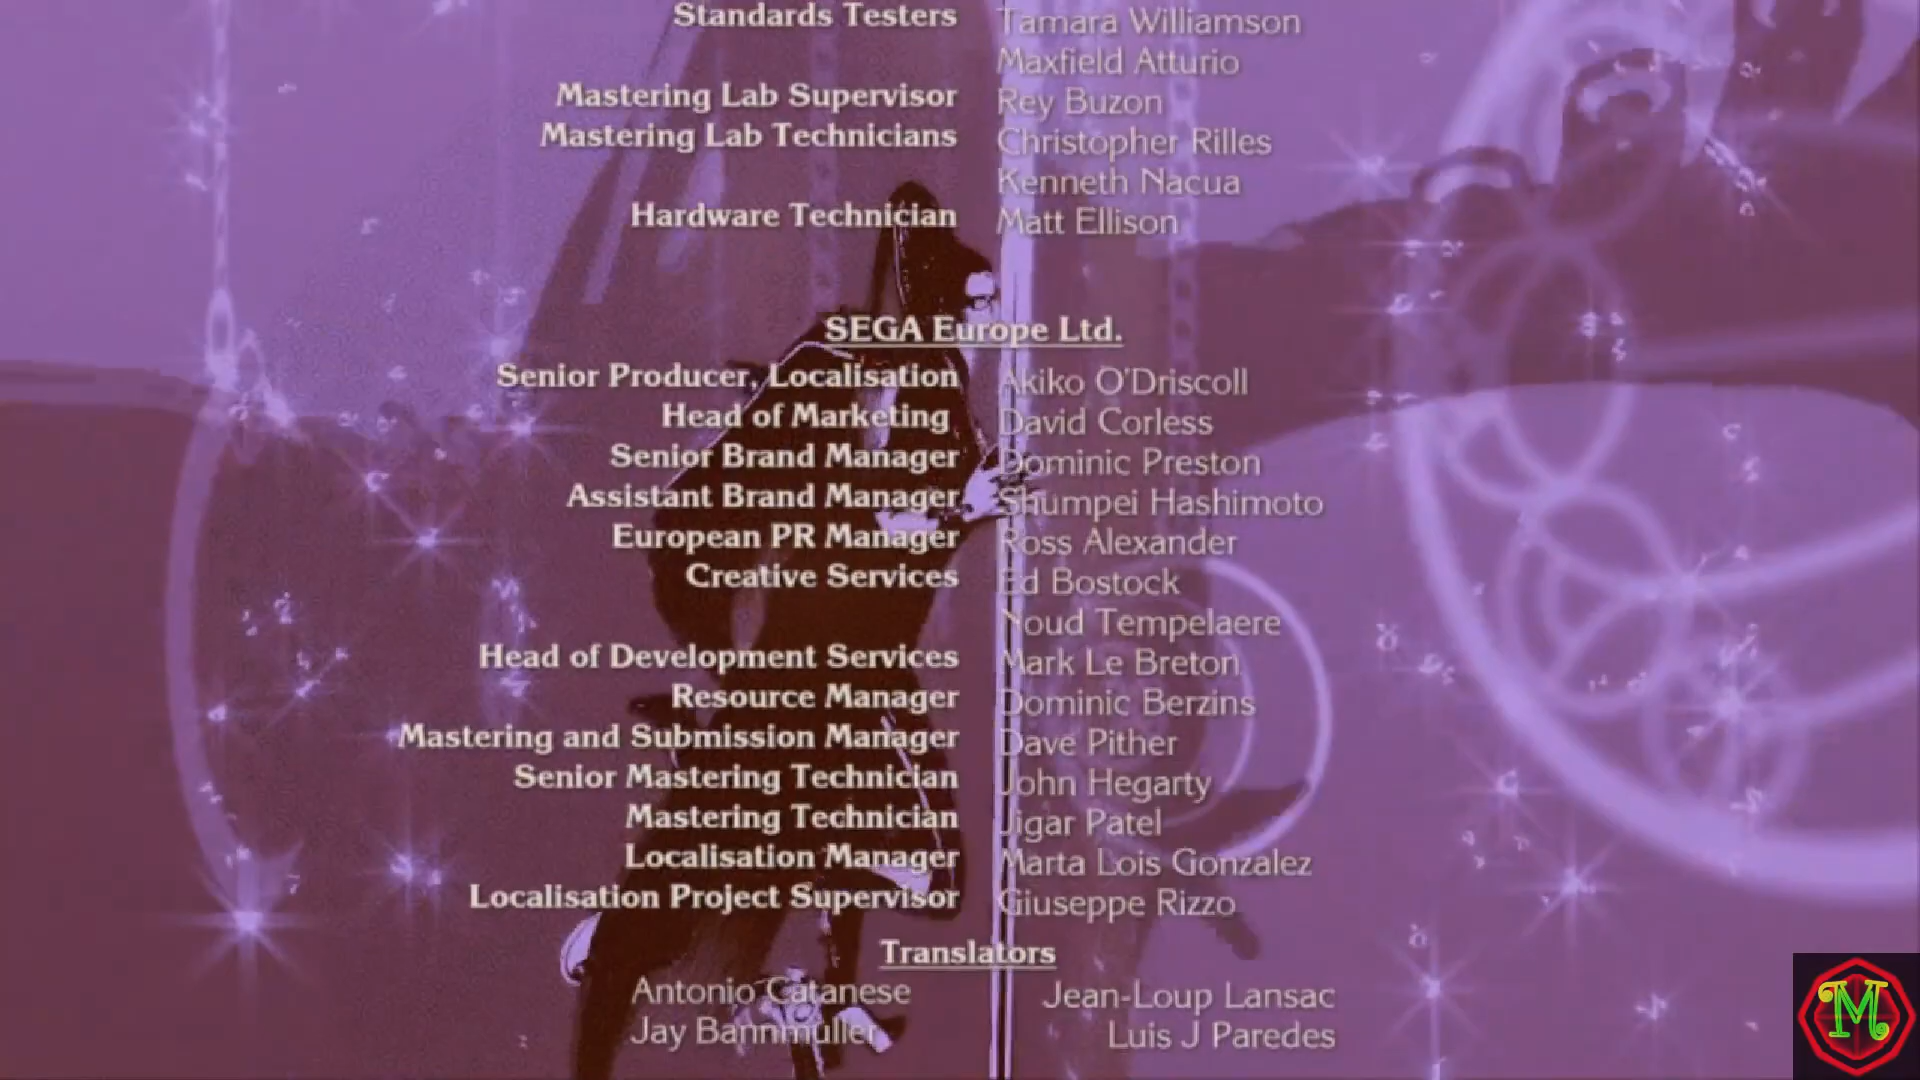 Standards Testers Tamara Williamson
Maxfield Atturio
Mastering Lab Supervisor Rey Buzon
Mastering Lab Technicians Christopher Rilles
Kenneth Nacua
Hardware Technician Matt Ellison
SEGA Europe Ltd.
Senior Producer, Localisation Akiko O'Driscoll
Head of Marketing David Corless
Senior Brand Manager Dominic Preston
Assistant Brand Manager Shumpei Hashimoto
European PR Manager Ross Alexander
Creative Services Ed Bostock
Noud Tempelaere
Head of Development Services Mark Le Breton
Resource Manager Dominic Berzins
Mastering and Submission Manager Dave Pither
Senior Mastering Technician John Hegarty
Mastering Technician Jigar Patel
Localisation Manager Marta Lois Gonzalez
Localisation Project Supervisor Giuseppe Rizzo
Translators
Antonio Catanese Jean-Loup Lansac
Jay Bannmuller Luis J Paredes
M